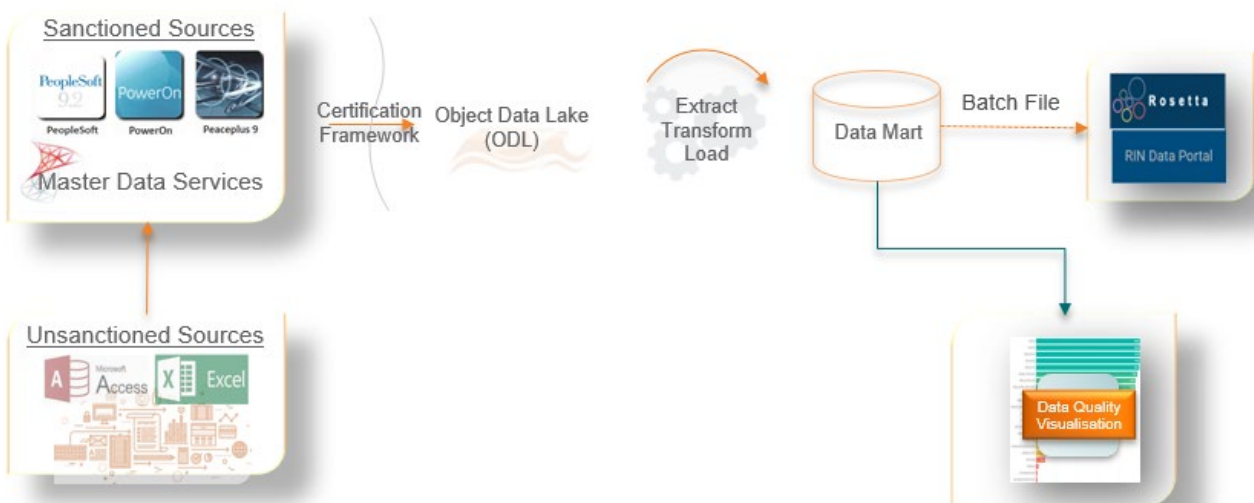 Sanctioned Sources
PeopleSoft
9.2
PowerOn
PeopleSoft
PowerOn
Peaceplus 9
Master Data Services
Certification
Framework
Object Data Lake
(ODL)
Extract
Transform
Load
Data Mart
Batch File
Rosetta
RIN Data Portal
Unsanctioned Sources
A
Microsoft
Access
X
Excel
Data Quality
Visualisation